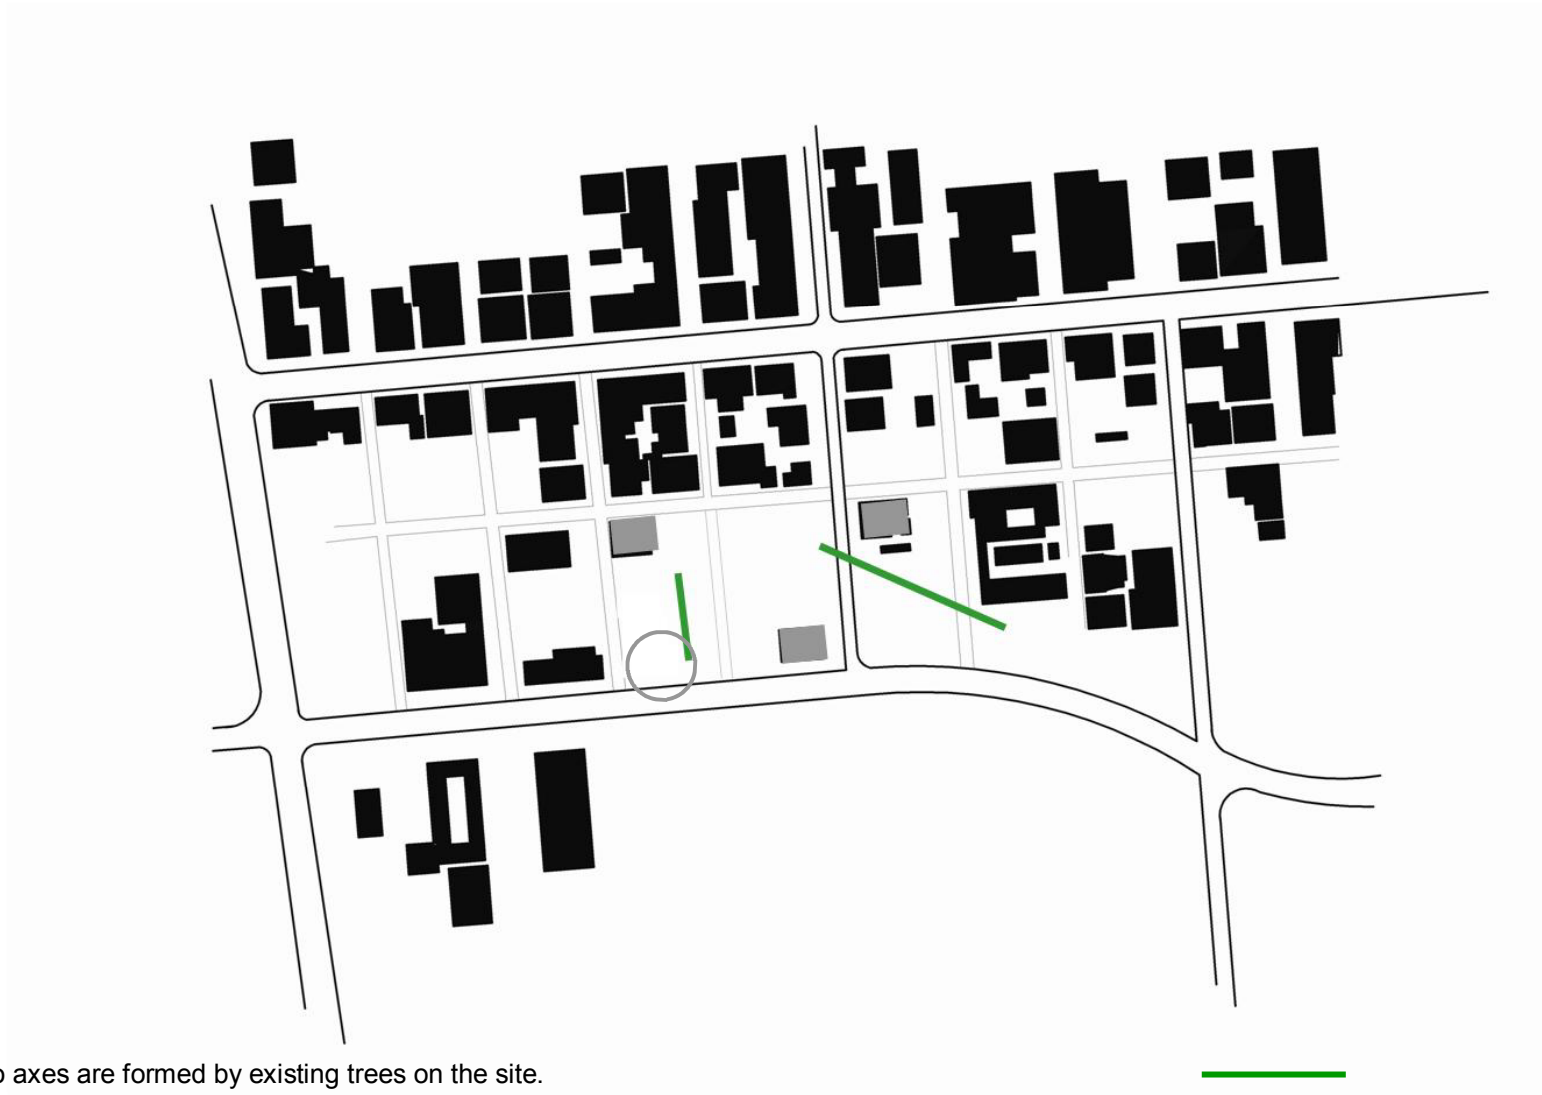 o axes are formed by existing trees on the site.